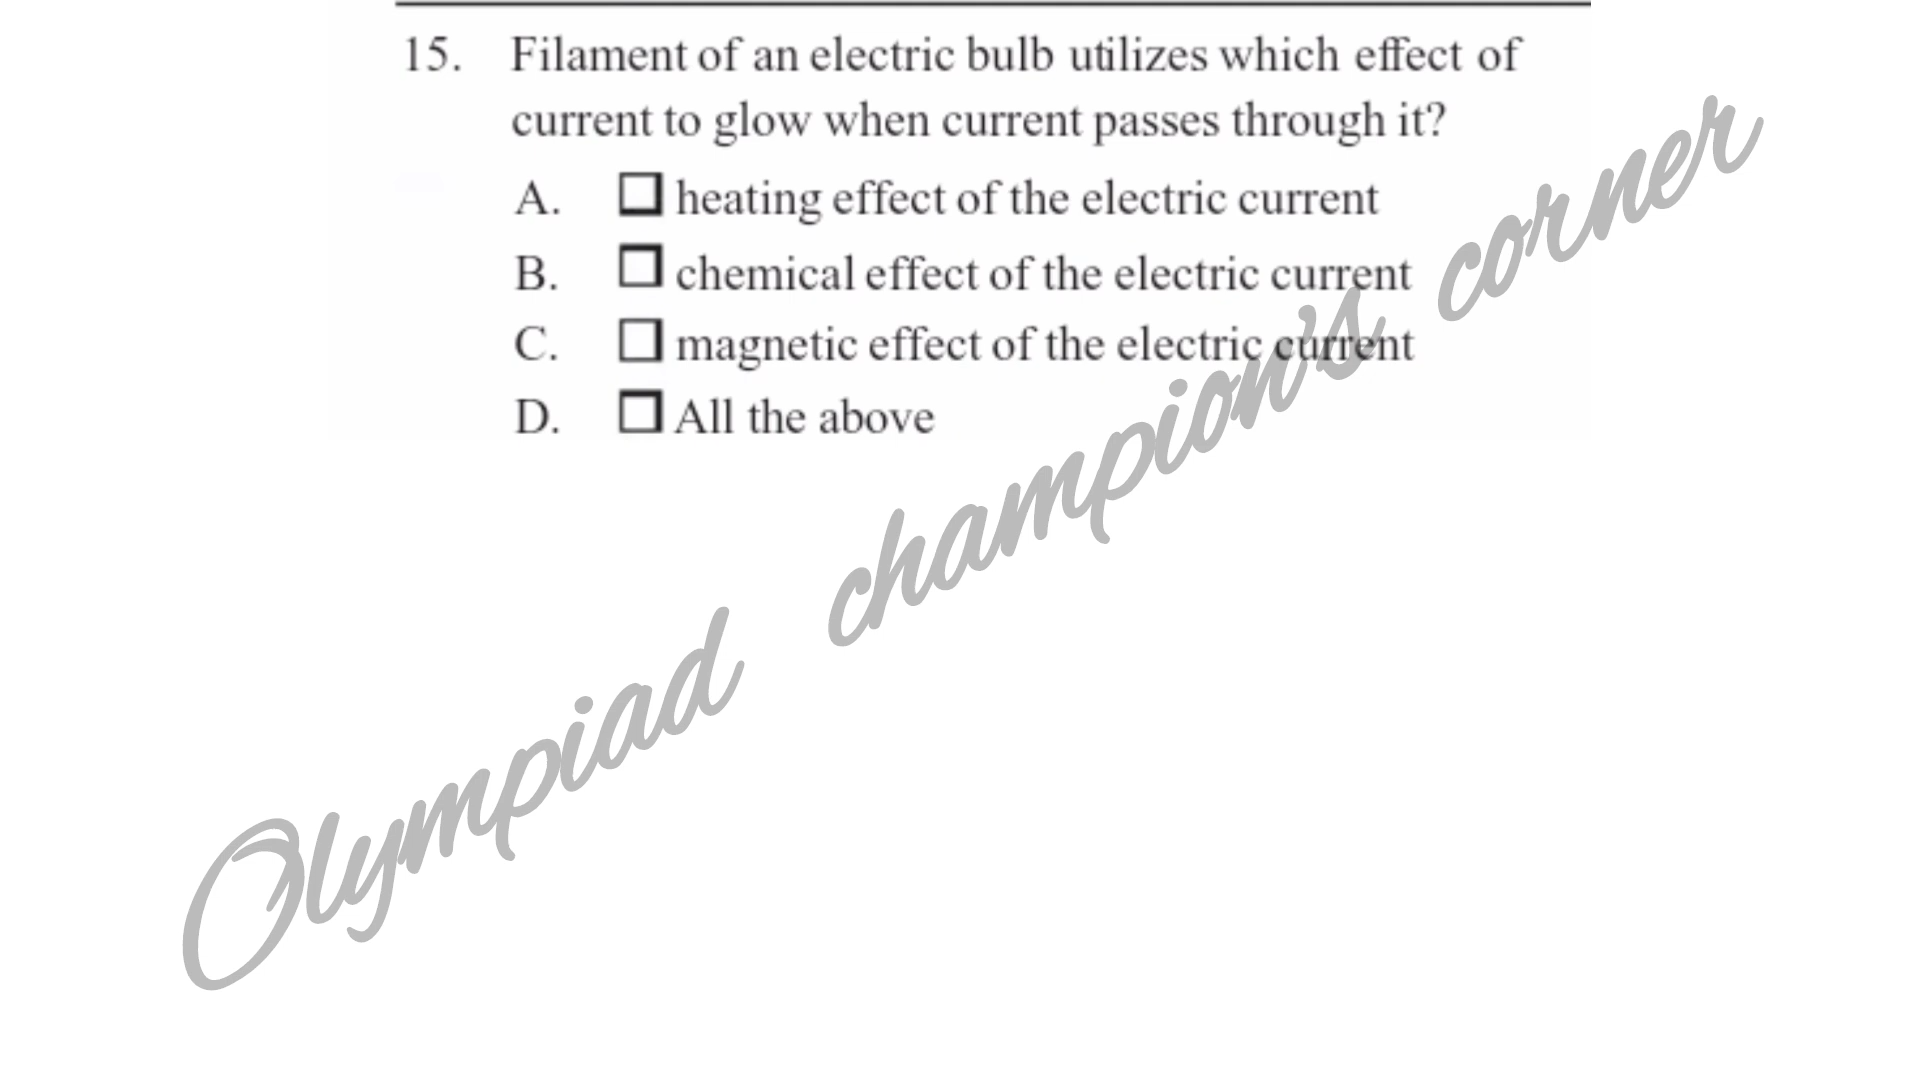 15. Filament of an electric bulb utilizes which effect of
current to glow when current passes through it?
A. ☐ heating effect of the electric current
B. ☐ chemical effect of the electric current
C. ☐ magnetic effect of the electric current
D. ☐ All the above
Olympiad champion's corner